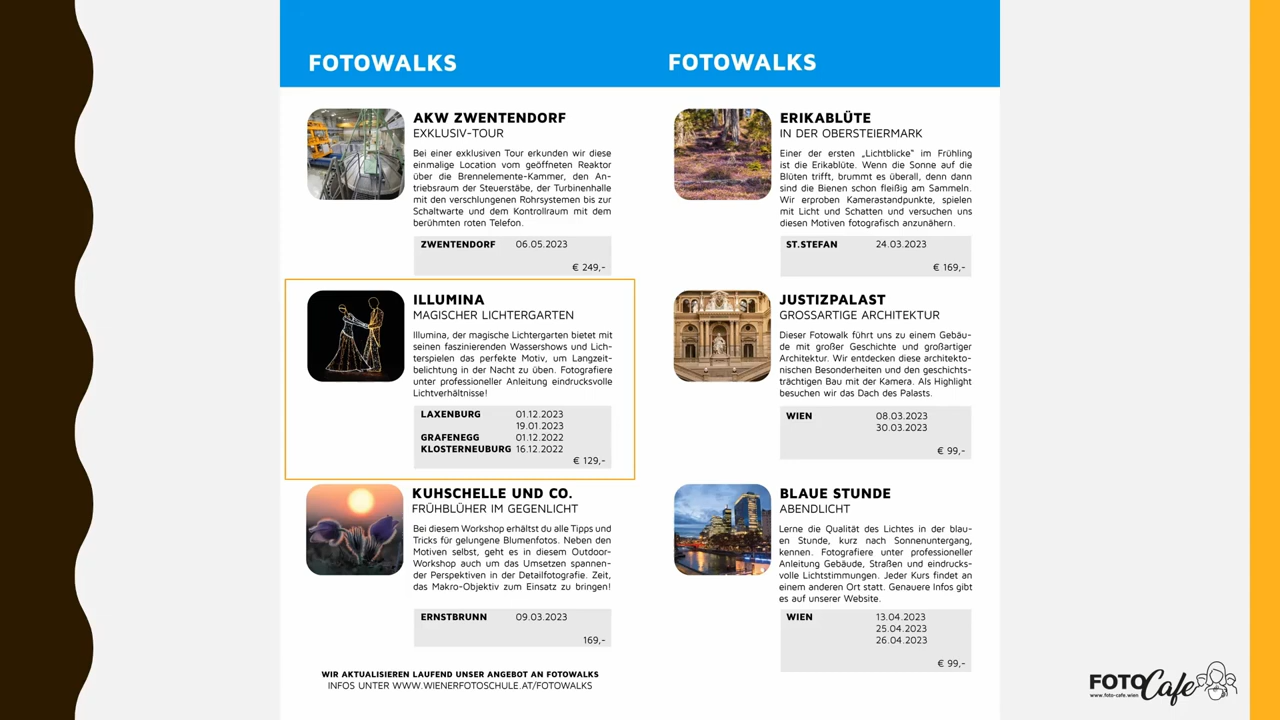 FOTOWALKS
AKW ZWENTENDORF
EXKLUSIV-TOUR
Bei einer exklusiven Tour erkunden wir diese
einmalige Location vom geöffneten Reaktor
über die Brennelemente-Kammer, den An-
triebsraum der Steuerstäbe, der Turbinenhalle
mit den verschlungenen Rohrsystemen bis zur
Schaltwarte und dem Kontrollraum mit dem
berühmten roten Telefon.
ZWENTENDORF 06.05.2023
€ 249,-
ILLUMINA
MAGISCHER LICHTERGARTEN
Illumina, der magische Lichtergarten bietet mit
seinen faszinierenden Wassershows und Lich-
terspielen das perfekte Motiv, um Langzeit-
belichtung in der Nacht zu üben. Fotografiere
unter professioneller Anleitung eindrucksvolle
Lichtverhältnisse!
LAXENBURG 01.12.2023
19.01.2023
GRAFENEGG 01.12.2022
KLOSTERNEUBURG 16.12.2022
€ 129,-
KUHSCHELLE UND CO.
FRÜHBLÜHER IM GEGENLICHT
Bei diesem Workshop erhältst du alle Tipps und
Tricks für gelungene Blumenfotos. Neben den
Motiven selbst, geht es in diesem Outdoor-
Workshop auch um das Umsetzen spannen-
der Perspektiven in der Detailfotografie. Zeit,
das Makro-Objektiv zum Einsatz zu bringen!
ERNSTBRUNN 09.03.2023
169,-
WIR AKTUALISIEREN LAUFEND UNSER ANGEBOT AN FOTOWALKS
INFOS UNTER WWW.WIENERFOTOSCHULE.AT/FOTOWALKS
FOTOWALKS
ERIKABLÜTE
IN DER OBERSTEIERMARK
Einer der ersten „Lichtblicke" im Frühling
ist die Erikablüte. Wenn die Sonne auf die
Blüten trifft, brummt es überall, denn dann
sind die Bienen schon fleißig am Sammeln.
Wir erproben Kamerastandpunkte, spielen
mit Licht und Schatten und versuchen uns
diesen Motiven fotografisch anzunähern.
ST.STEFAN 24.03.2023
€ 169,-
JUSTIZPALAST
GROSSARTIGE ARCHITEKTUR
Dieser Fotowalk führt uns zu einem Gebäu-
de mit großer Geschichte und großartiger
Architektur. Wir entdecken diese architekto-
nischen Besonderheiten und den geschichts-
trächtigen Bau mit der Kamera. Als Highlight
besuchen wir das Dach des Palasts.
WIEN 08.03.2023
30.03.2023
€ 99,-
BLAUE STUNDE
ABENDLICHT
Lerne die Qualität des Lichtes in der blau-
en Stunde, kurz nach Sonnenuntergang,
kennen. Fotografiere unter professioneller
Anleitung Gebäude, Straßen und eindrucks-
volle Lichtstimmungen. Jeder Kurs findet an
einem anderen Ort statt. Genauere Infos gibt
es auf unserer Website.
WIEN 13.04.2023
25.04.2023
26.04.2023
€ 99,-
FOTOCafe
www.foto-cafe.wien